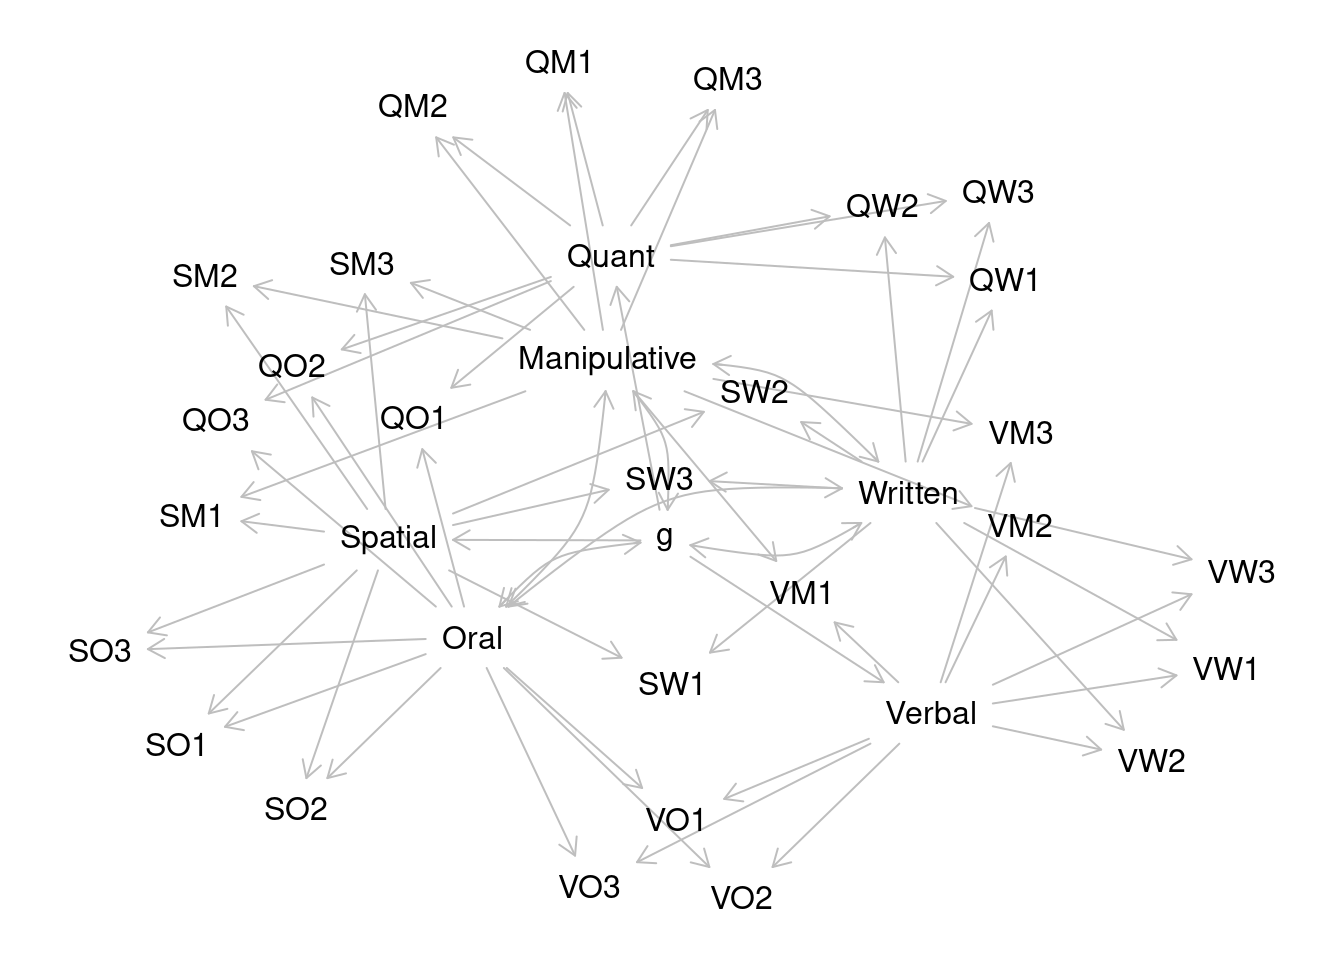 QM1
QM3
QM2
QW3
QW2
Quant
SM3
SM2
QW1
Manipulative
QO2
SW2
QO3
QO1
VM3
SW3
Written
SM1
VM2
Spatial
g
VW3
VM1
Oral
SO3
VW1
SW1
Verbal
SO1
VW2
SO2
VO1
VO3
VO2